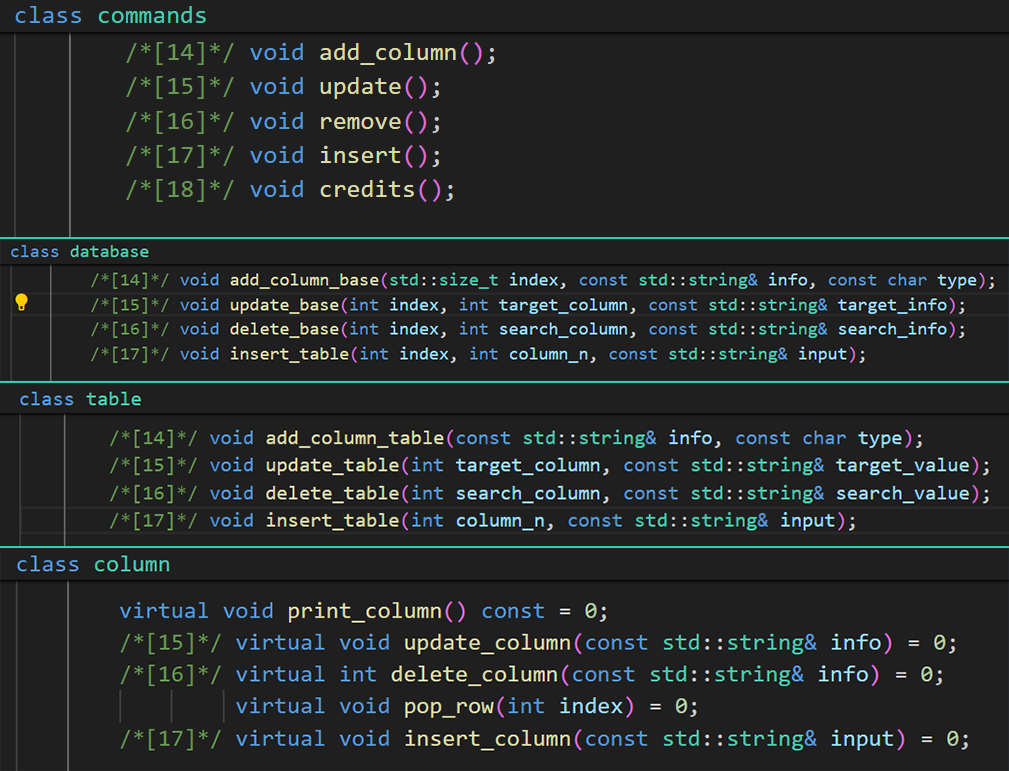 class commands
/*[14]*/ void add_column();
/*[15]*/ void update();
/*[16]*/ void remove();
/*[17]*/ void insert();
/*[18]*/ void credits();
class database
/*[14]*/ void add_column_base(std::size_t index, const std::string& info, const char type);
/*[15]*/ void update_base(int index, int target_column, const std::string& target_info);
/*[16]*/ void delete_base(int index, int search_column, const std::string& search_info);
/*[17]*/ void insert_table(int index, int column_n, const std::string& input);
class table
/*[14]*/ void add_column_table(const std::string& info, const char type);
/*[15]*/ void update_table(int target_column, const std::string& target_value);
/*[16]*/ void delete_table(int search_column, const std::string& search_value);
/*[17]*/ void insert_table(int column_n, const std::string& input);
class column
virtual void print_column() const = 0;
/*[15]*/ virtual void update_column(const std::string& info) = 0;
/*[16]*/ virtual int delete_column(const std::string& info) = 0;
virtual void pop_row(int index) = 0;
/*[17]*/ virtual void insert_column(const std::string& input) = 0;